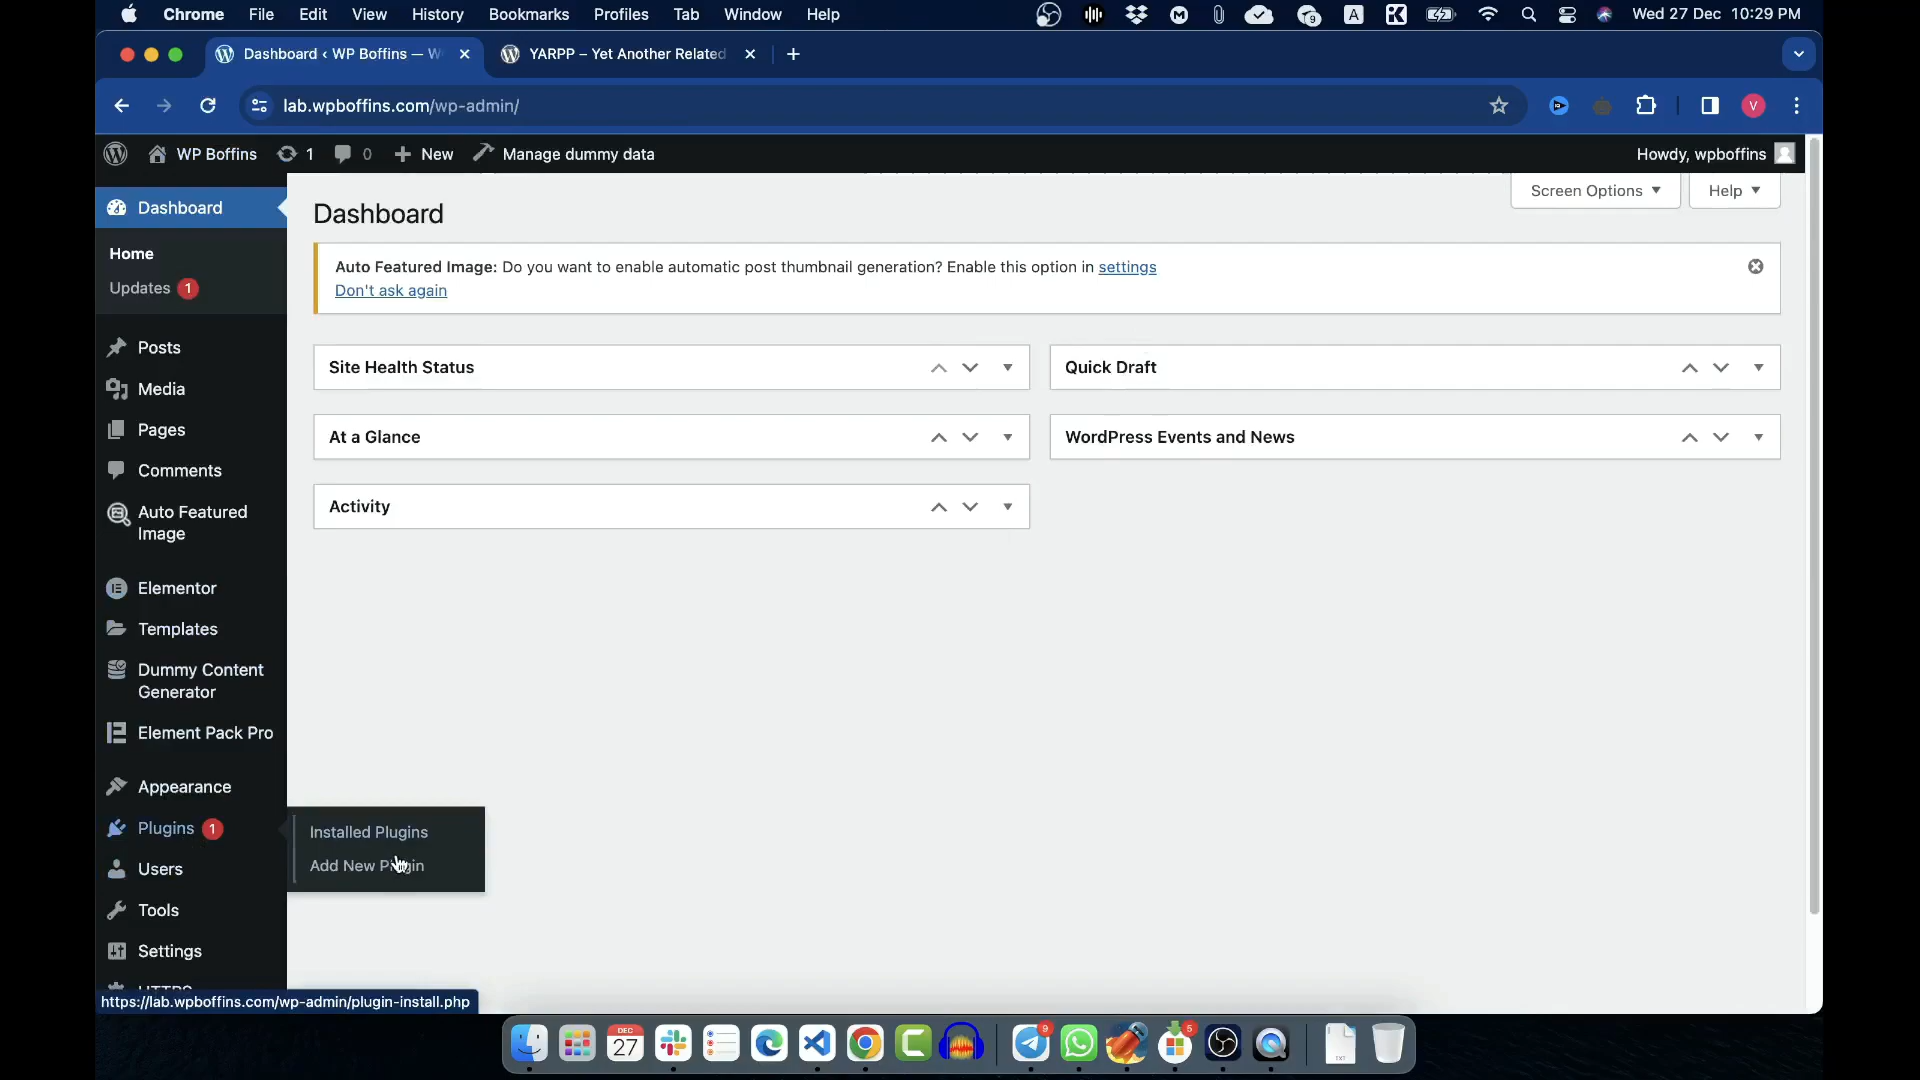 Chrome File Edit View History Bookmarks Profiles Tab Window Help
9 A Wed 27 Dec 10:29 PM
Dashboard ‹ WP Boffins — W
YARPP – Yet Another Related
lab.wpboffins.com/wp-admin/
V
WP Boffins 1 0 New Manage dummy data
Howdy, wpboffins
Screen Options
Help
Dashboard
Home
Updates 1
Posts
Media
Pages
Comments
Auto Featured
Image
Elementor
Templates
Dummy Content
Generator
Element Pack Pro
Appearance
Plugins 1
Users
Tools
Settings
Installed Plugins
Add New Plugin
Dashboard
Auto Featured Image: Do you want to enable automatic post thumbnail generation? Enable this option in settings
Don't ask again
Site Health Status
Quick Draft
At a Glance
WordPress Events and News
Activity
https://lab.wpboffins.com/wp-admin/plugin-install.php
DEC
27
9
5
TXT